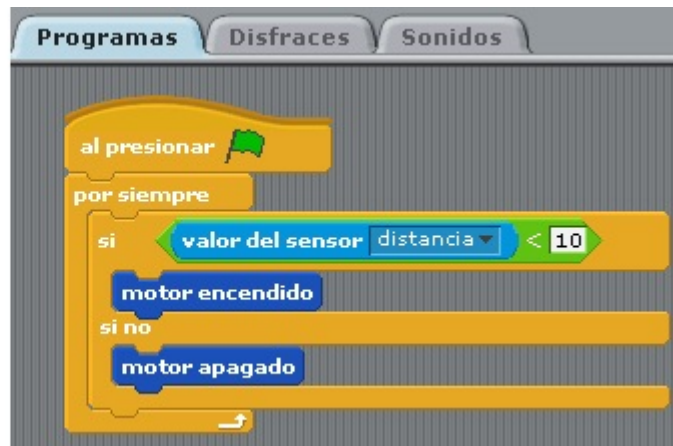 Programas Disfraces Sonidos
al presionar
por siempre
si valor del sensor distancia < 10
motor encendido
si no
motor apagado